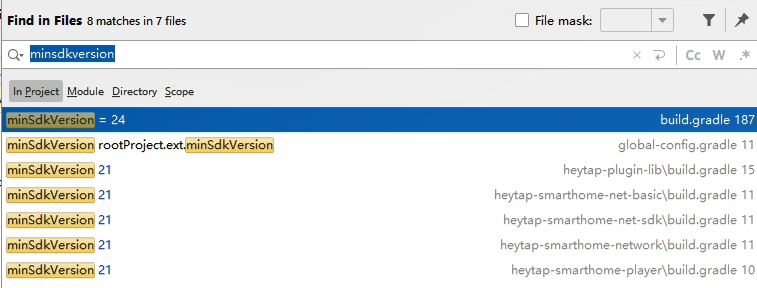 Find in Files 8 matches in 7 files File mask:
minsdkversion Cc W .*
In Project Module Directory Scope
minSdkVersion = 24 build.gradle 187
minSdkVersion rootProject.ext.minSdkVersion global-config.gradle 11
minSdkVersion 21 heytap-plugin-lib\build.gradle 15
minSdkVersion 21 heytap-smarthome-net-basic\build.gradle 11
minSdkVersion 21 heytap-smarthome-net-sdk\build.gradle 11
minSdkVersion 21 heytap-smarthome-network\build.gradle 11
minSdkVersion 21 heytap-smarthome-player\build.gradle 10